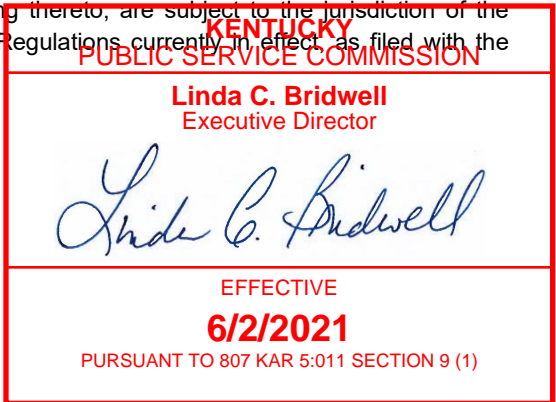 ng thereto, are subject to the jurisdiction of the
Regulations currently in effect, as filed with the
KENTUCKY
PUBLIC SERVICE COMMISSION
Linda C. Bridwell
Executive Director
Linda C. Bridwell
EFFECTIVE
6/2/2021
PURSUANT TO 807 KAR 5:011 SECTION 9 (1)